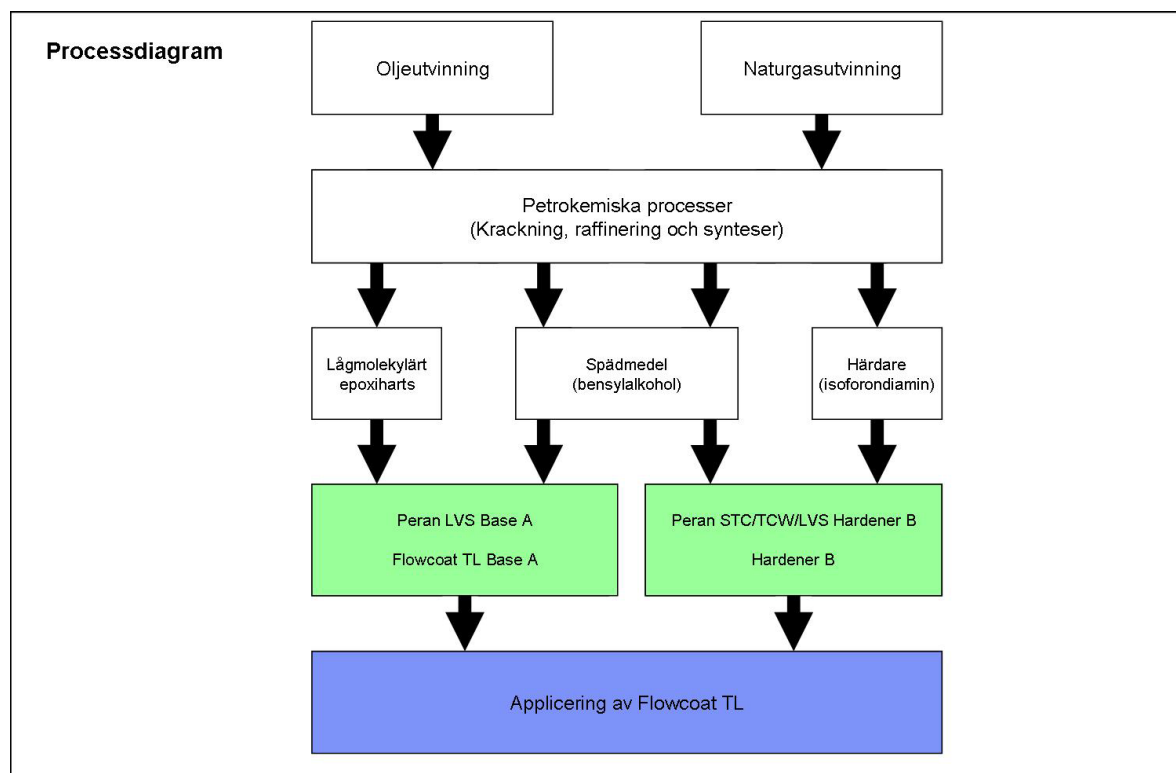 Processdiagram
Oljeutvinning
Naturgasutvinning
Petrokemiska processer
(Krackning, raffinering och synteser)
Lågmolekylärt
epoxiharts
Spädmedel
(bensylalkohol)
Härdare
(isoforondiamin)
Peran LVS Base A
Flowcoat TL Base A
Peran STC/TCW/LVS Hardener B
Hardener B
Applicering av Flowcoat TL